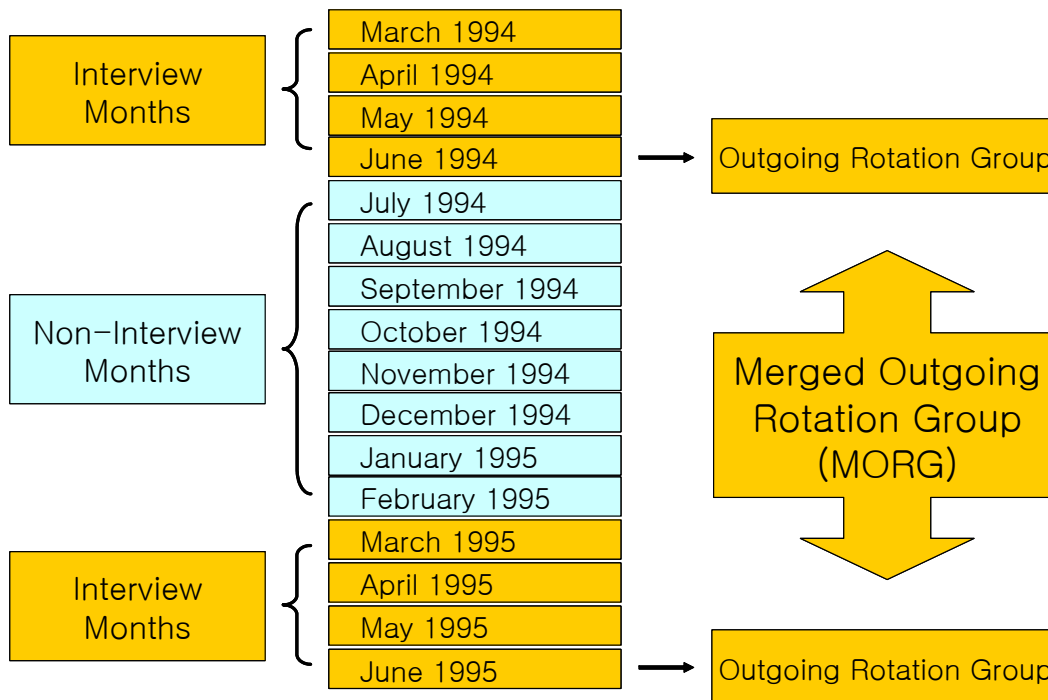 Interview
Months
March 1994
April 1994
May 1994
June 1994
Outgoing Rotation Group
Non-Interview
Months
July 1994
August 1994
September 1994
October 1994
November 1994
December 1994
January 1995
February 1995
Merged Outgoing
Rotation Group
(MORG)
Interview
Months
March 1995
April 1995
May 1995
June 1995
Outgoing Rotation Group